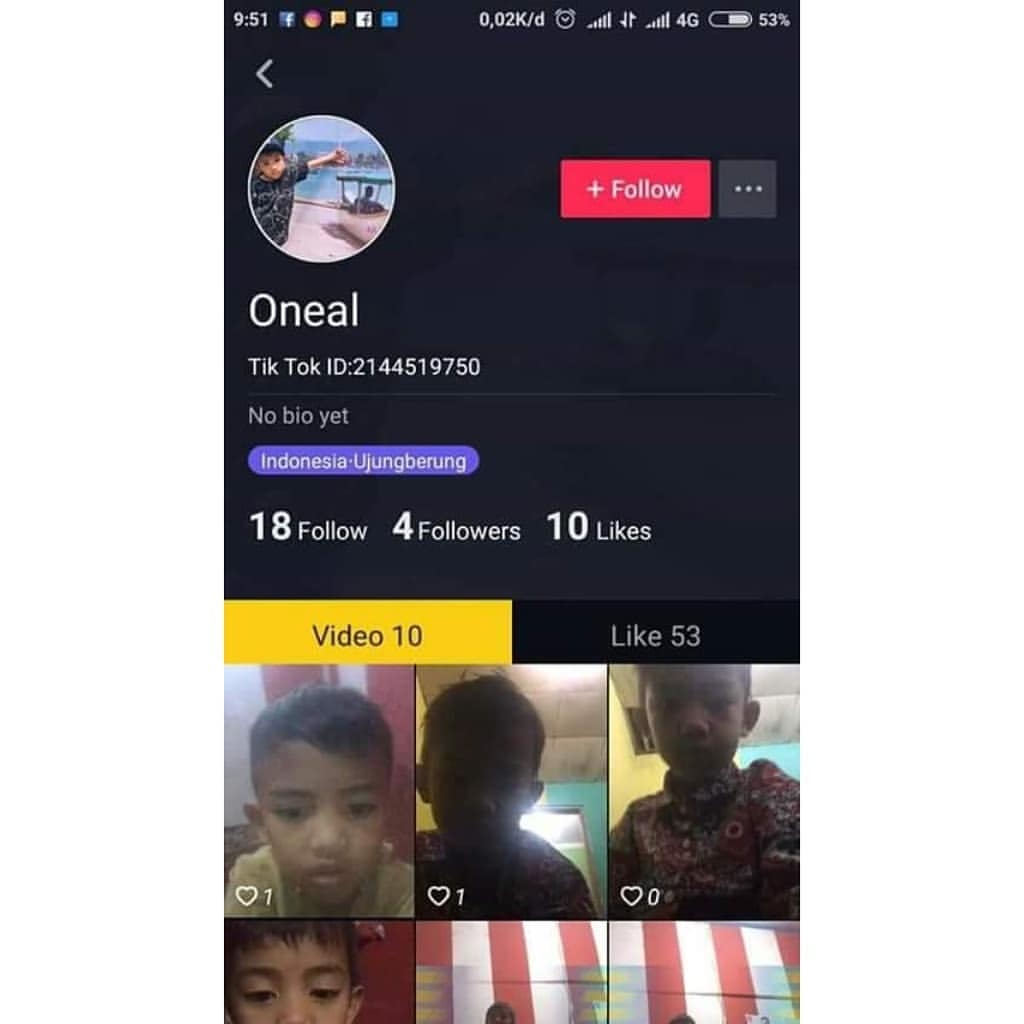 9:51 0,02K/d 4G 53%
+ Follow
Oneal
Tik Tok ID:2144519750
No bio yet
Indonesia·Ujungberung
18 Follow 4 Followers 10 Likes
Video 10 Like 53
1 1 0